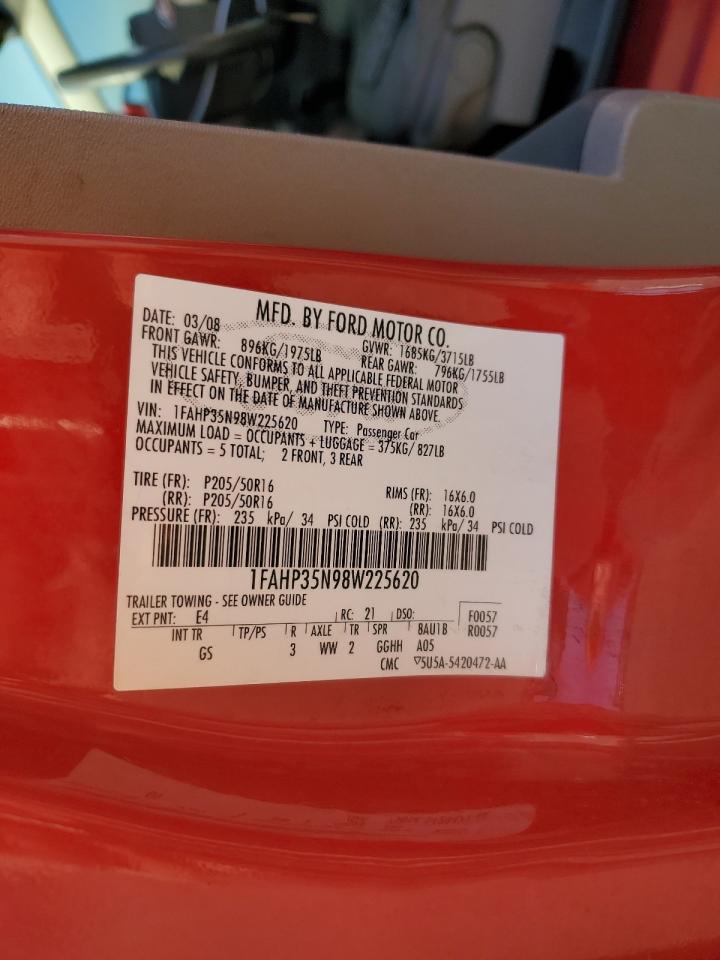 MFD. BY FORD MOTOR CO.
DATE: 03/08 GVWR: 1685KG/3715LB
FRONT GAWR: 896KG/1975LB REAR GAWR: 796KG/1755LB
THIS VEHICLE CONFORMS TO ALL APPLICABLE FEDERAL MOTOR
VEHICLE SAFETY, BUMPER, AND THEFT PREVENTION STANDARDS
IN EFFECT ON THE DATE OF MANUFACTURE SHOWN ABOVE.
VIN: 1FAHP35N98W225620 TYPE: Passenger Car
MAXIMUM LOAD = OCCUPANTS + LUGGAGE = 375KG/ 827LB
OCCUPANTS = 5 TOTAL; 2 FRONT, 3 REAR
TIRE (FR): P205/50R16 RIMS (FR): 16X6.0
(RR): P205/50R16 (RR): 16X6.0
PRESSURE (FR): 235 kPa/ 34 PSI COLD (RR): 235 kPa/ 34 PSI COLD
1FAHP35N98W225620
TRAILER TOWING - SEE OWNER GUIDE
EXT PNT: E4 RC: 21 DSO: F0057
INT TR TP/PS R AXLE TR SPR 8AU1B R0057
GS 3 WW 2 GGHH A05
CMC ▽5U5A-5420472-AA